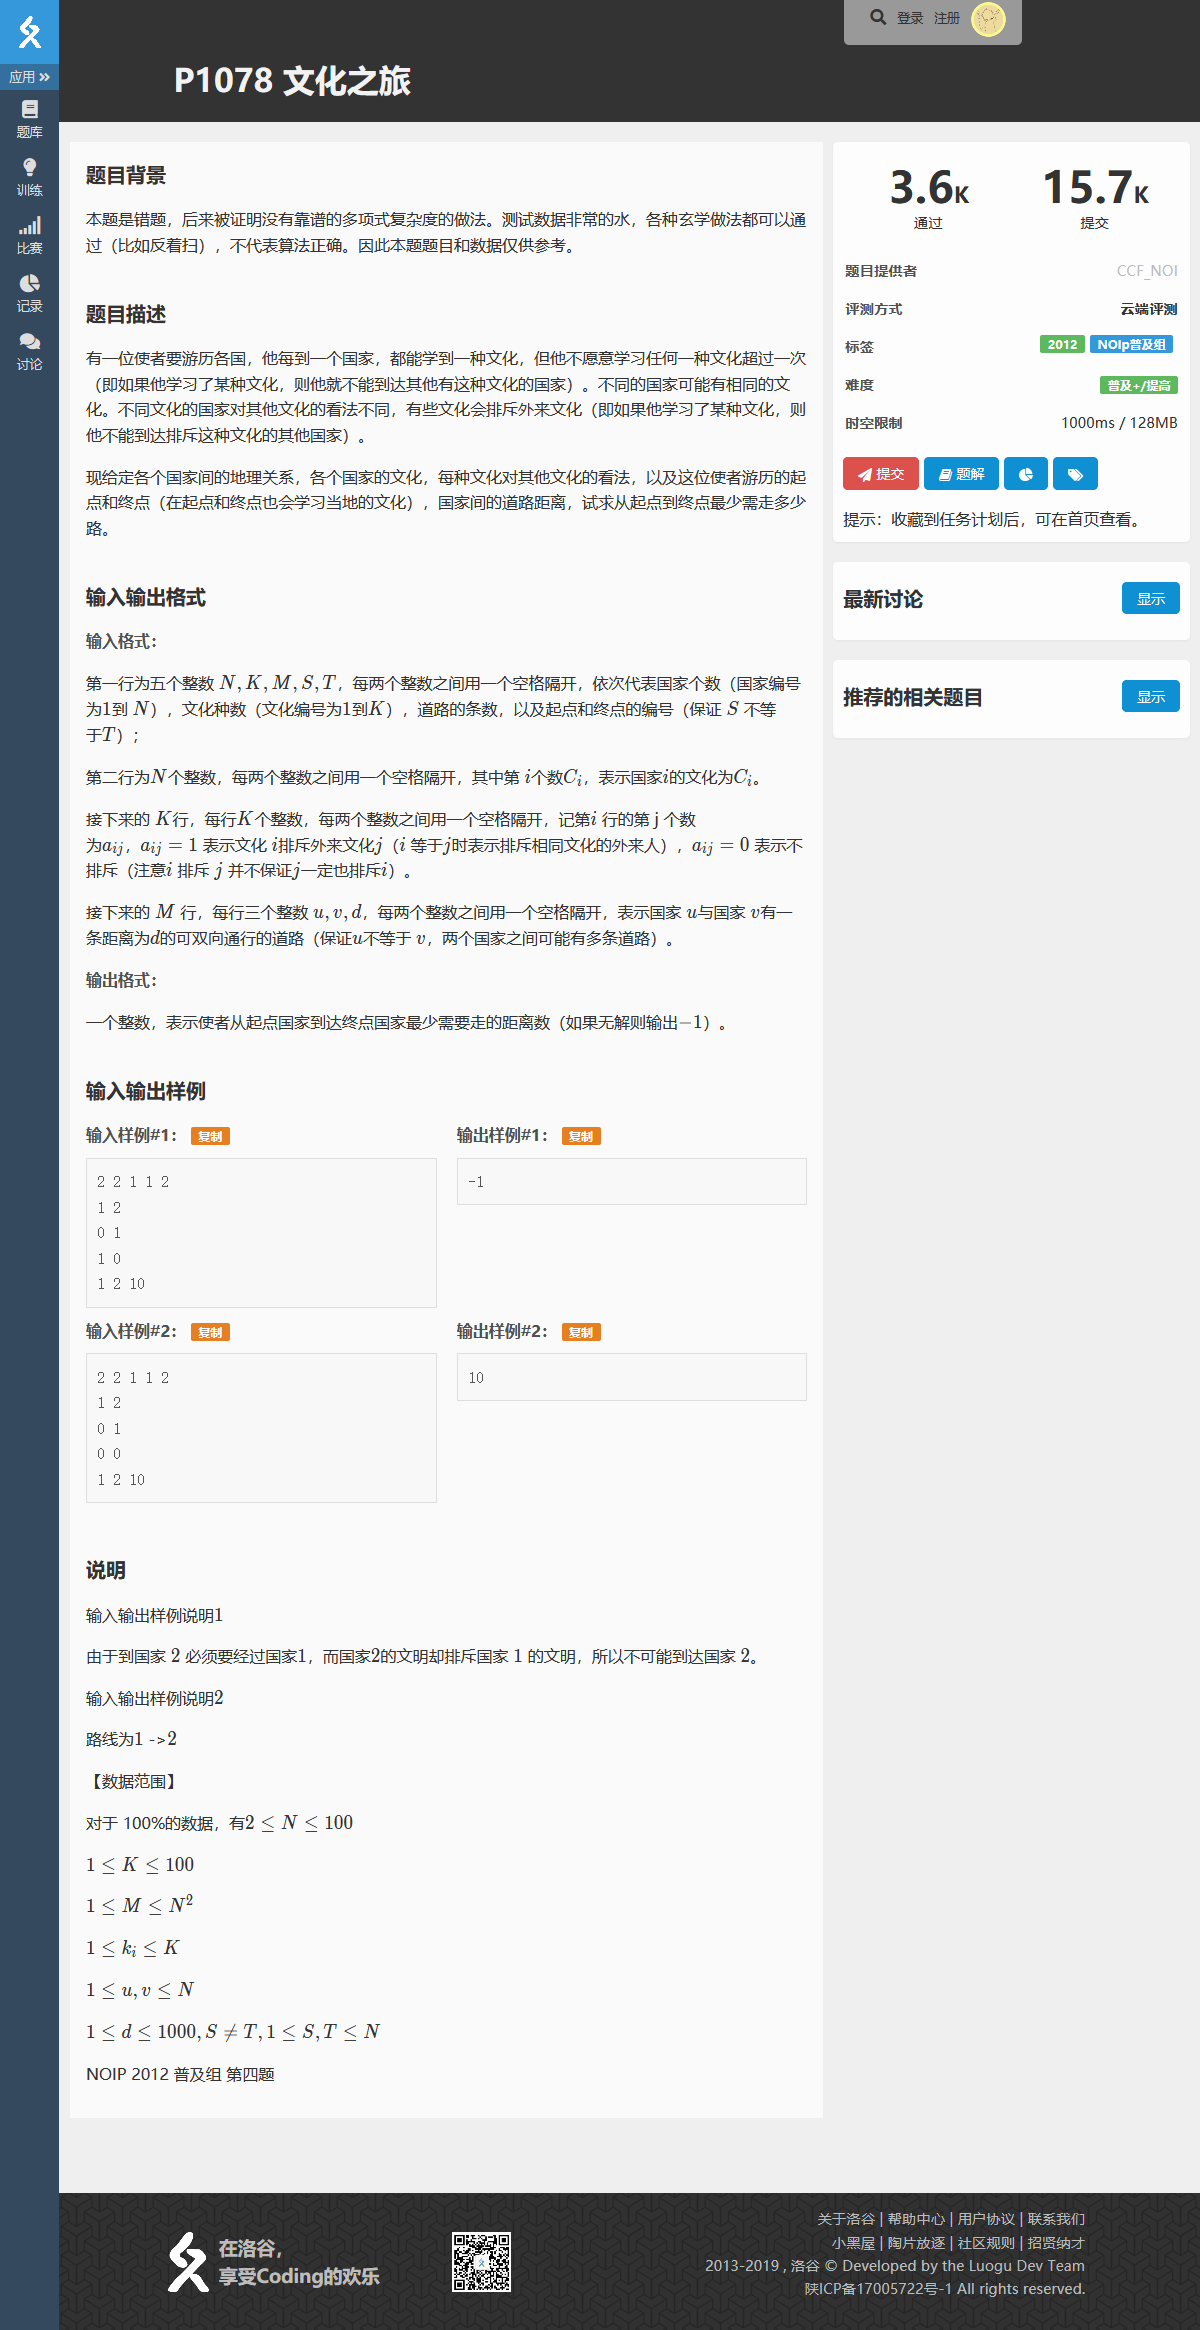 登录 注册
应用
题库
训练
比赛
记录
讨论
P1078 文化之旅
题目背景
本题是错题，后来被证明没有靠谱的多项式复杂度的做法。测试数据非常的水，各种玄学做法都可以通
过（比如反着扫），不代表算法正确。因此本题题目和数据仅供参考。
题目描述
有一位使者要游历各国，他每到一个国家，都能学到一种文化，但他不愿意学习任何一种文化超过一次
（即如果他学习了某种文化，则他就不能到达其他有这种文化的国家）。不同的国家可能有相同的文
化。不同文化的国家对其他文化的看法不同，有些文化会排斥外来文化（即如果他学习了某种文化，则
他不能到达排斥这种文化的其他国家）。
现给定各个国家间的地理关系，各个国家的文化，每种文化对其他文化的看法，以及这位使者游历的起
点和终点（在起点和终点也会学习当地的文化），国家间的道路距离，试求从起点到终点最少需走多少
路。
输入输出格式
输入格式：
第一行为五个整数 N,K,M,S,T，每两个整数之间用一个空格隔开，依次代表国家个数（国家编号
为1到 N），文化种数（文化编号为1到K），道路的条数，以及起点和终点的编号（保证 S 不等
于T）；
第二行为N个整数，每两个整数之间用一个空格隔开，其中第 i个数C_i，表示国家i的文化为C_i。
接下来的 K行，每行K个整数，每两个整数之间用一个空格隔开，记第i 行的第 j 个数
为a_{ij}，a_{ij} = 1 表示文化 i排斥外来文化j（i 等于j时表示排斥相同文化的外来人），a_{ij} = 0 表示不
排斥（注意i 排斥 j 并不保证j一定也排斥i）。
接下来的 M 行，每行三个整数 u,v,d，每两个整数之间用一个空格隔开，表示国家 u与国家 v有一
条距离为d的可双向通行的道路（保证u不等于 v，两个国家之间可能有多条道路）。
输出格式：
一个整数，表示使者从起点国家到达终点国家最少需要走的距离数（如果无解则输出−1）。
输入输出样例
输入样例#1： 复制
2 2 1 1 2
1 2
0 1
1 0
1 2 10
输出样例#1： 复制
-1
输入样例#2： 复制
2 2 1 1 2
1 2
0 1
0 0
1 2 10
输出样例#2： 复制
10
说明
输入输出样例说明1
由于到国家 2 必须要经过国家1，而国家2的文明却排斥国家 1 的文明，所以不可能到达国家 2。
输入输出样例说明2
路线为1 ->2
【数据范围】
对于 100%的数据，有2 ≤ N ≤ 100
1 ≤ K ≤ 100
1 ≤ M ≤ N²
1 ≤ k_i ≤ K
1 ≤ u,v ≤ N
1 ≤ d ≤ 1000,S ≠ T,1 ≤ S,T ≤ N
NOIP 2012 普及组 第四题
3.6K
通过
15.7K
提交
题目提供者 CCF_NOI
评测方式 云端评测
标签 2012 NOIp普及组
难度 普及+/提高
时空限制 1000ms / 128MB
提交 题解
提示：收藏到任务计划后，可在首页查看。
最新讨论 显示
推荐的相关题目 显示
在洛谷，
享受Coding的欢乐
关于洛谷 | 帮助中心 | 用户协议 | 联系我们
小黑屋 | 陶片放逐 | 社区规则 | 招贤纳才
2013-2019 , 洛谷 © Developed by the Luogu Dev Team
陕ICP备17005722号-1 All rights reserved.